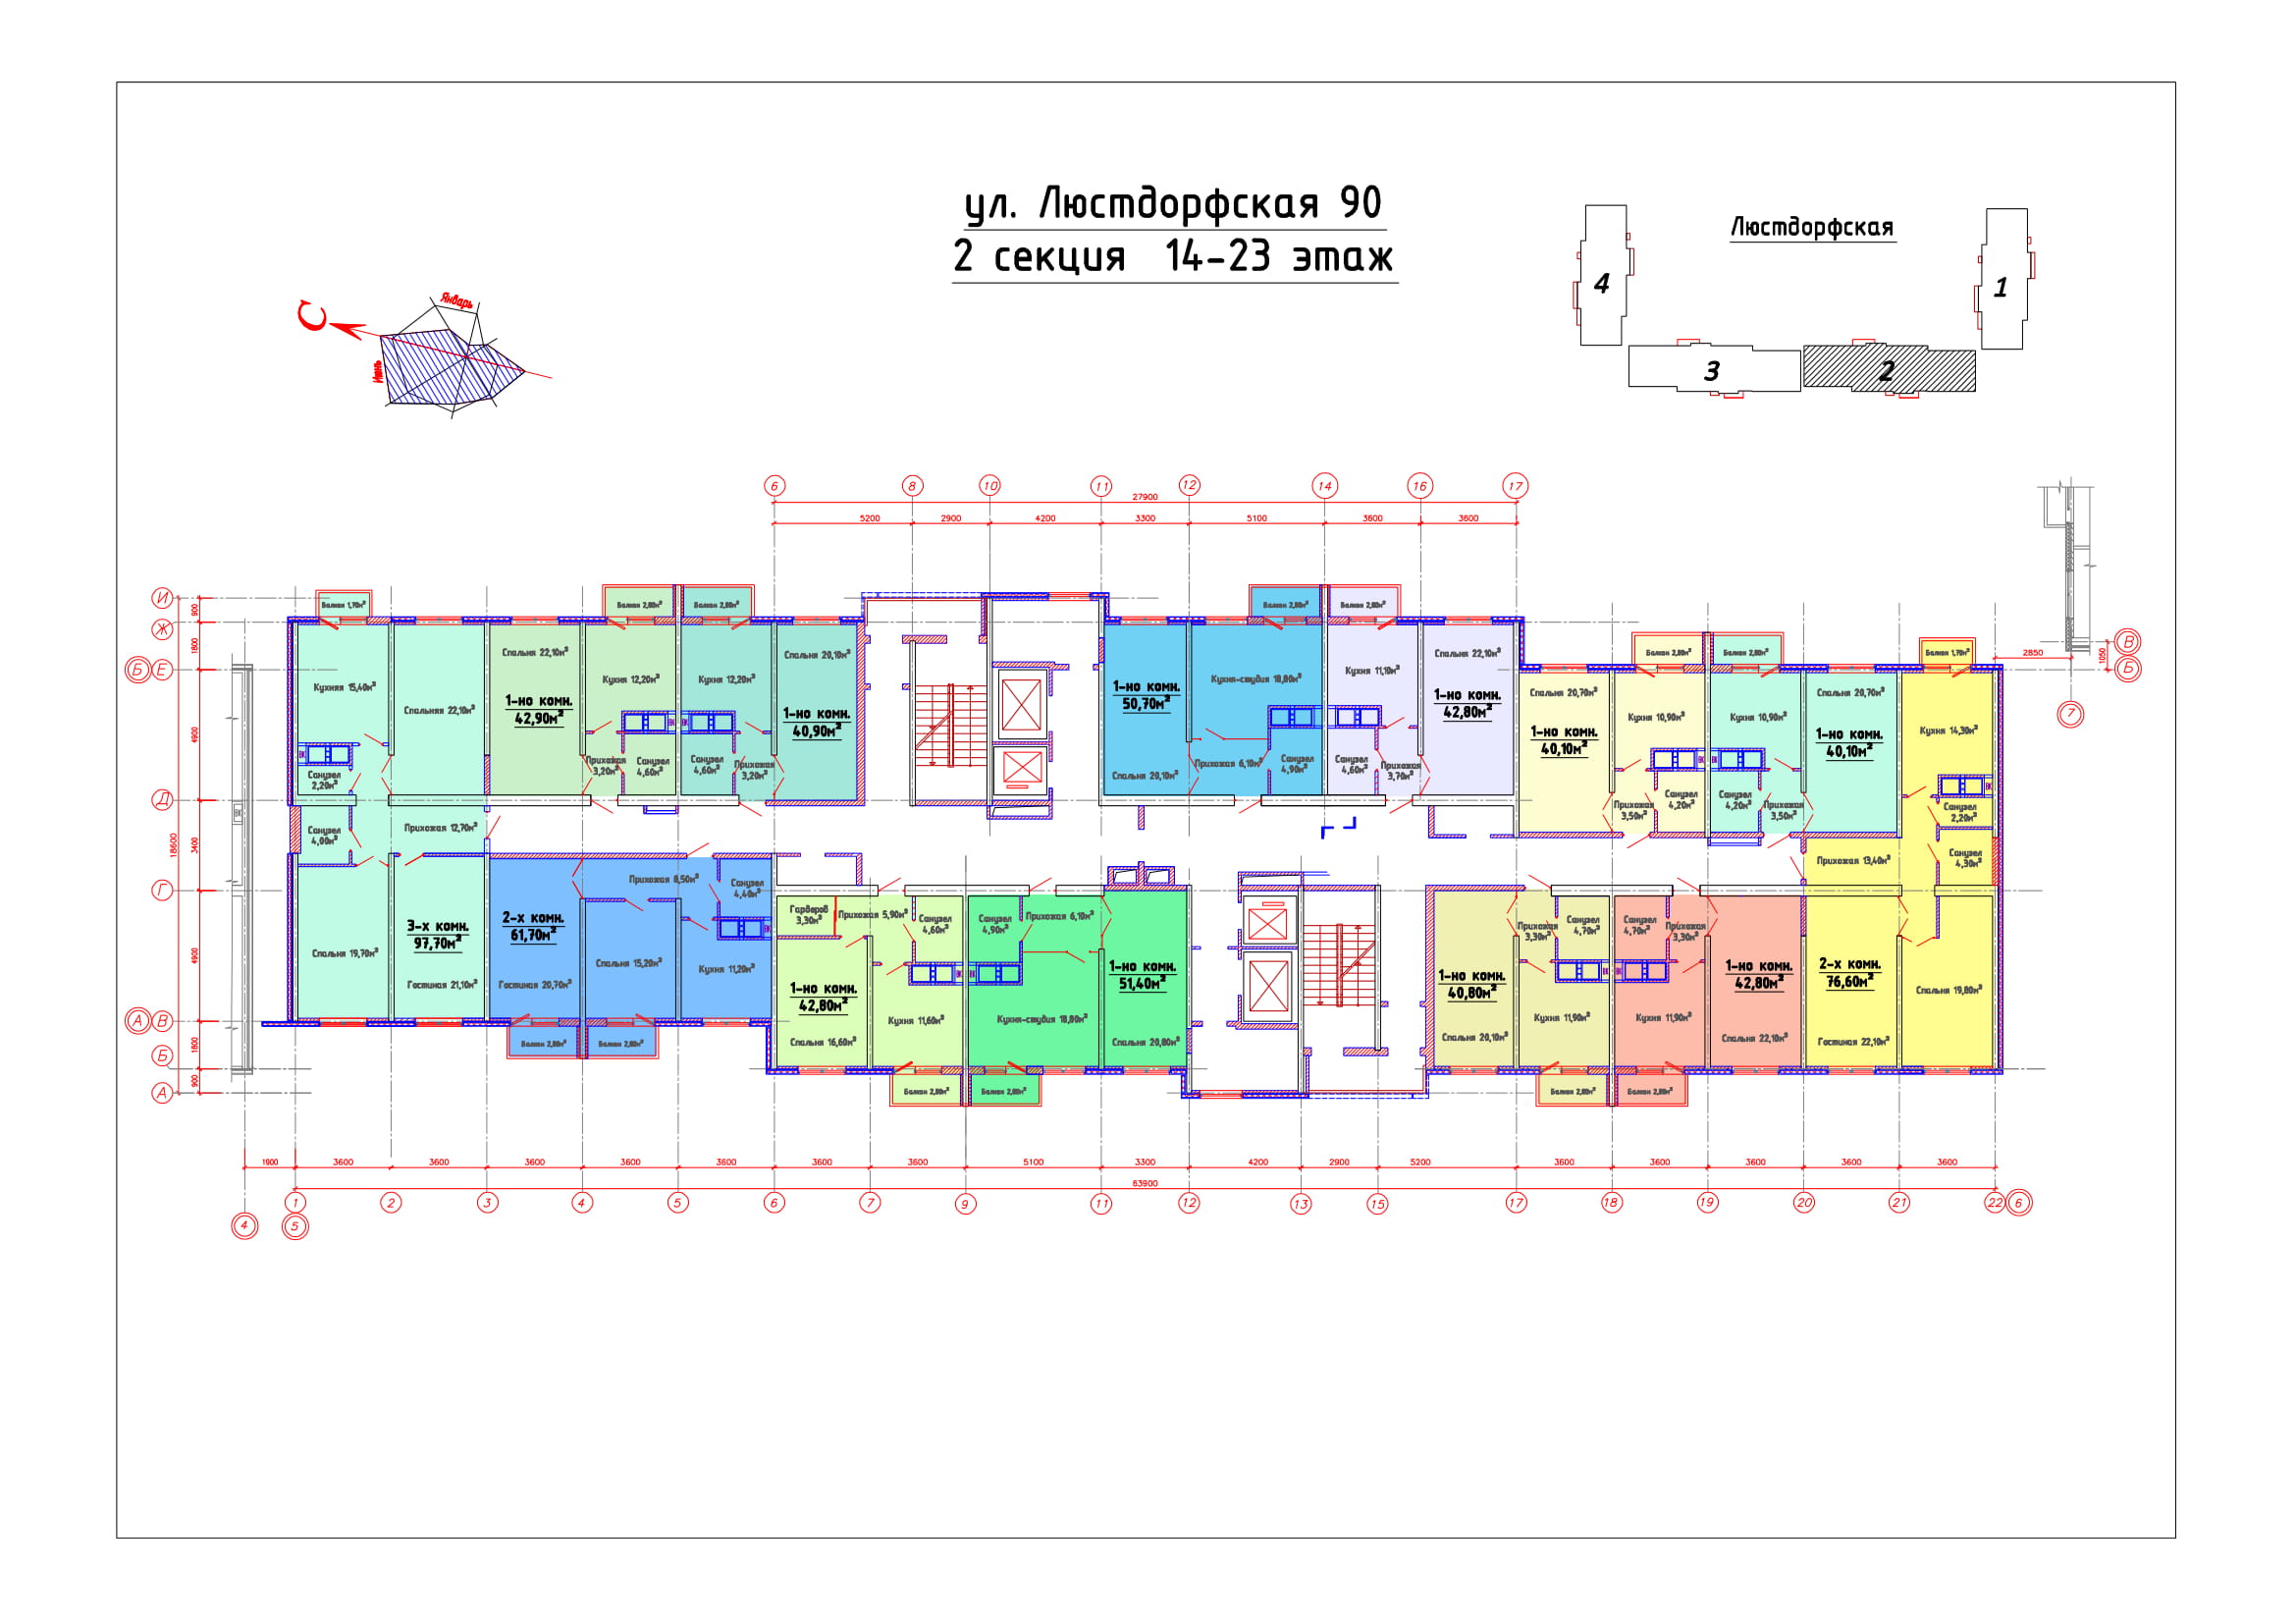 ул. Люстдорфская 90
2 секция 14-23 этаж
Люстдорфская
4
1
3
2
С
Январь
Июнь
6
8
10
11
12
14
16
17
27900
5200
2900
4200
3300
5100
3600
3600
И
Ж
Б
Е
Д
Г
А
В
Б
А
900
1800
4900
3400
4900
1800
900
18600
В
Б
2850
1050
7
Балкон 1,70м²
Балкон 2,80м²
Балкон 2,80м²
Балкон 2,80м²
Балкон 2,80м²
Балкон 2,80м²
Балкон 2,80м²
Балкон 1,70м²
Кухняя 15,40м²
Спальняя 22,10м²
Санузел
2,20м²
Санузел
4,00м²
Прихожая 12,70м²
Спальня 19,70м²
3-х комн.
97,70м²
Гостиная 21,10м²
Спальня 22,10м²
1-но комн.
42,90м²
Кухня 12,20м²
Прихожая
3,20м²
Санузел
4,60м²
Кухня 12,20м²
Санузел
4,60м²
Прихожая
3,20м²
Спальня 20,10м²
1-но комн.
40,90м²
1-но комн.
50,70м²
Спальня 20,10м²
Кухня-студия 18,80м²
Прихожая 6,10м²
Санузел
4,90м²
Кухня 11,10м²
Санузел
4,60м²
Прихожая
3,70м²
Спальня 22,10м²
1-но комн.
42,80м²
Спальня 20,70м²
1-но комн.
40,10м²
Кухня 10,90м²
Прихожая
3,50м²
Санузел
4,20м²
Кухня 10,90м²
Санузел
4,20м²
Прихожая
3,50м²
Спальня 20,70м²
1-но комн.
40,10м²
Кухня 14,30м²
Санузел
2,20м²
Санузел
4,30м²
Прихожая 13,40м²
2-х комн.
76,60м²
Гостиная 22,10м²
Спальня 19,80м²
2-х комн.
61,70м²
Гостиная 20,70м²
Прихожая 8,50м²
Санузел
4,40м²
Спальня 15,20м²
Кухня 11,20м²
Балкон 2,80м²
Балкон 2,80м²
Гардероб
3,30м²
Прихожая 5,90м²
Санузел
4,60м²
1-но комн.
42,80м²
Кухня 11,60м²
Спальня 16,60м²
Балкон 2,80м²
Санузел
4,90м²
Прихожая 6,10м²
1-но комн.
51,40м²
Кухня-студия 18,80м²
Спальня 20,80м²
Балкон 2,80м²
1-но комн.
40,80м²
Спальня 20,10м²
Прихожая
3,30м²
Санузел
4,70м²
Кухня 11,90м²
Балкон 2,80м²
Санузел
4,70м²
Прихожая
3,30м²
Кухня 11,90м²
1-но комн.
42,80м²
Спальня 22,10м²
Балкон 2,80м²
1900
3600
3600
3600
3600
3600
3600
3600
5100
3300
4200
2900
5200
3600
3600
3600
3600
3600
63900
4
1
5
2
3
4
5
6
7
9
11
12
13
15
17
18
19
20
21
22
6